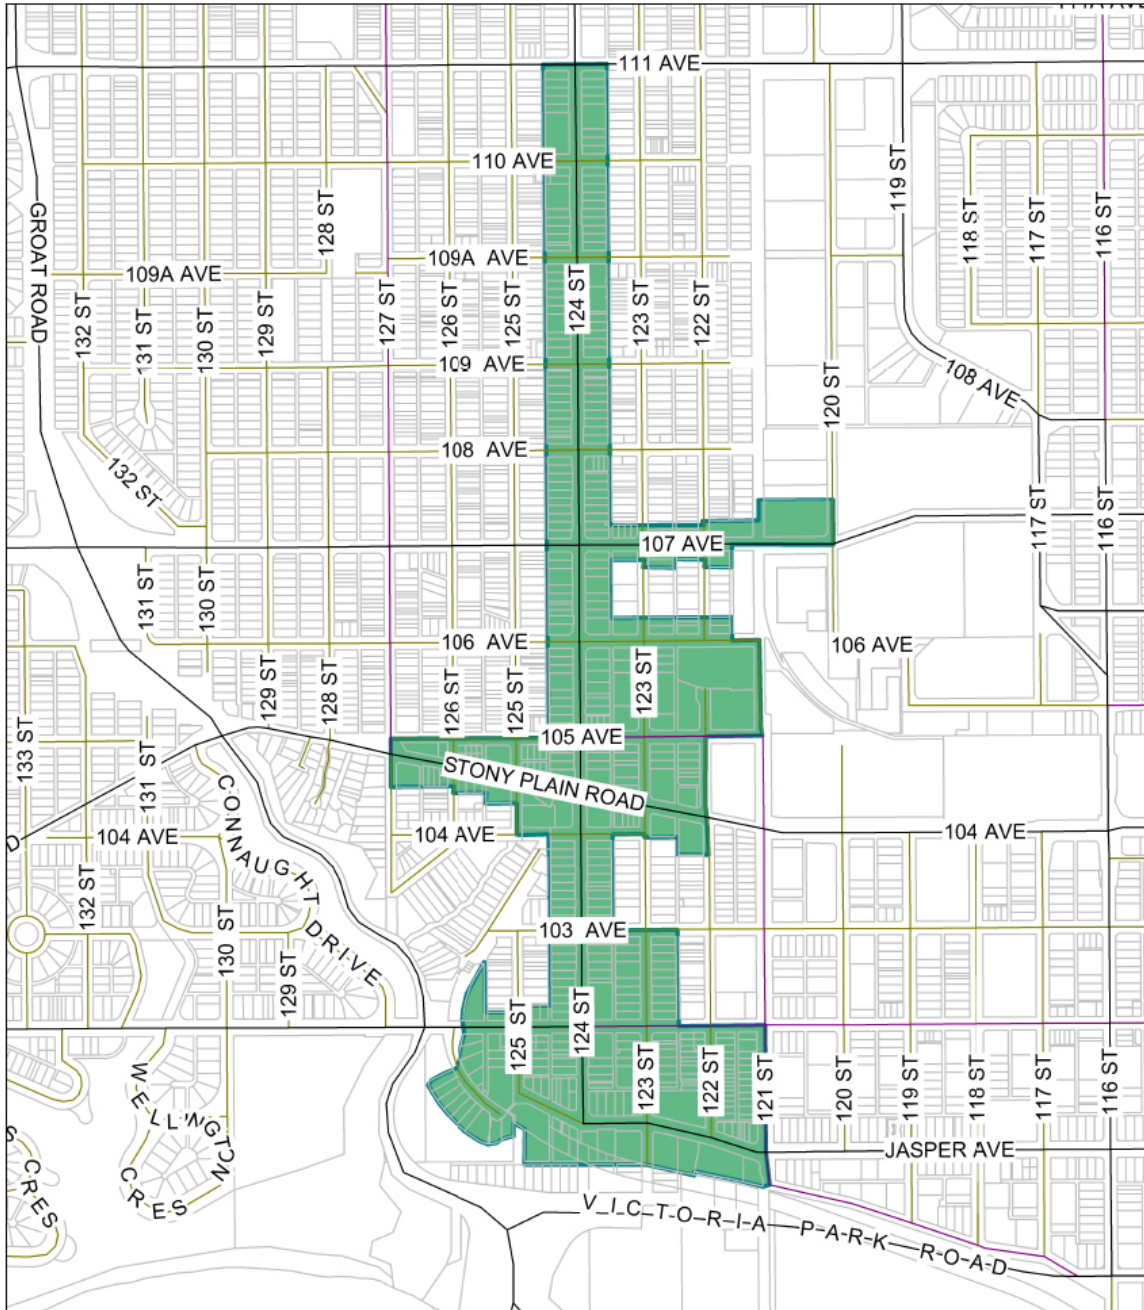 111 AVE
110 AVE
119 ST
128 ST
118 ST
117 ST
116 ST
GROAT ROAD
109A AVE
109A AVE
132 ST
131 ST
130 ST
129 ST
127 ST
126 ST
125 ST
124 ST
123 ST
122 ST
109 AVE
120 ST
108 AVE
108 AVE
132 ST
117 ST
116 ST
107 AVE
131 ST
130 ST
106 AVE
106 AVE
129 ST
128 ST
126 ST
125 ST
123 ST
133 ST
105 AVE
131 ST
STONY PLAIN ROAD
CONNAUGHT DRIVE
104 AVE
104 AVE
104 AVE
132 ST
130 ST
103 AVE
129 ST
125 ST
124 ST
123 ST
122 ST
121 ST
120 ST
119 ST
118 ST
117 ST
116 ST
WELLINGTON CRES
S CRES
JASPER AVE
VICTORIA PARK ROAD